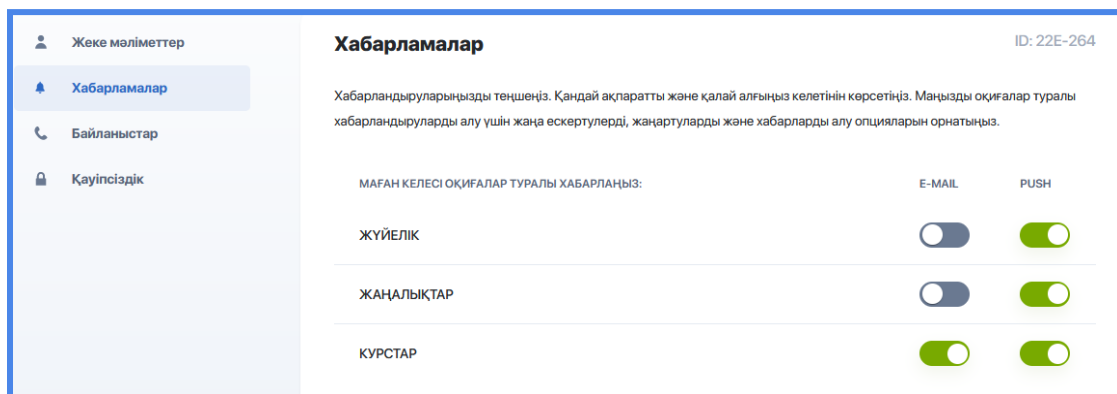 Жеке мәліметтер
Хабарламалар
Байланыстар
Қауіпсіздік
Хабарламалар
ID: 22E-264
Хабарландыруларыңызды теңшеңіз. Қандай ақпаратты және қалай алғыңыз келетінін көрсетіңіз. Маңызды оқиғалар туралы
хабарландыруларды алу үшін жаңа ескертулерді, жаңартуларды және хабарларды алу опцияларын орнатыңыз.
МАҒАН КЕЛЕСІ ОҚИҒАЛАР ТУРАЛЫ ХАБАРЛАҢЫЗ: E-MAIL PUSH
ЖҮЙЕЛІК
ЖАҢАЛЫҚТАР
КУРСТАР